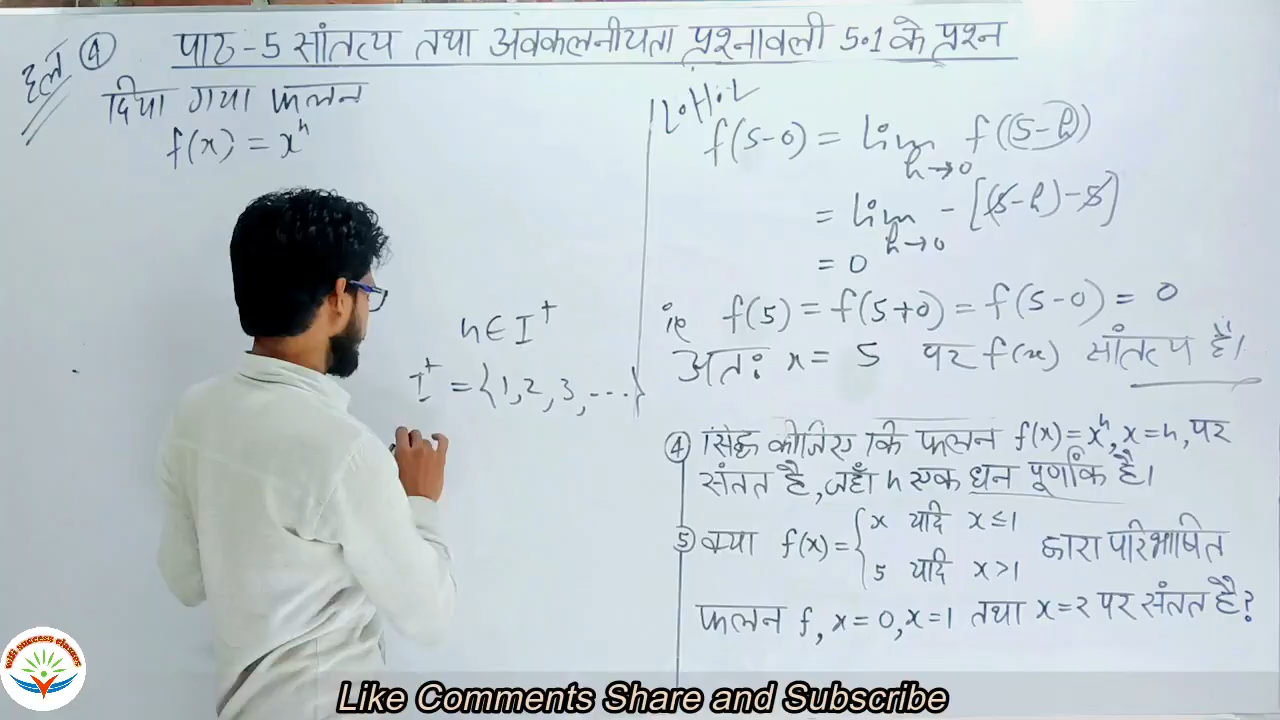 पाठ-5 सांतत्य तथा अवकलनीयता प्रश्नावली 5.1 के प्रश्न
हल ④
दिया गया फलन
f(x) = xⁿ
n∈I⁺
I⁺ = {1,2,3,---}
R.H.L
f(5-0) = lim f((5-h))
h→0
= lim - [(5-h)-5]
h→0
= 0
ie f(5) = f(5+0) = f(5-0) = 0
अतः x = 5 पर f(x) सांतत्य है।
④ सिद्ध कीजिए कि फलन f(x)=xⁿ, x=n, पर
संतत है, जहाँ n एक धन पूर्णांक है।
⑤ क्या f(x)= { x यदि x≤1
5 यदि x>1 द्वारा परिभाषित
फलन f, x=0, x=1 तथा x=2 पर संतत है?
Like Comments Share and Subscribe